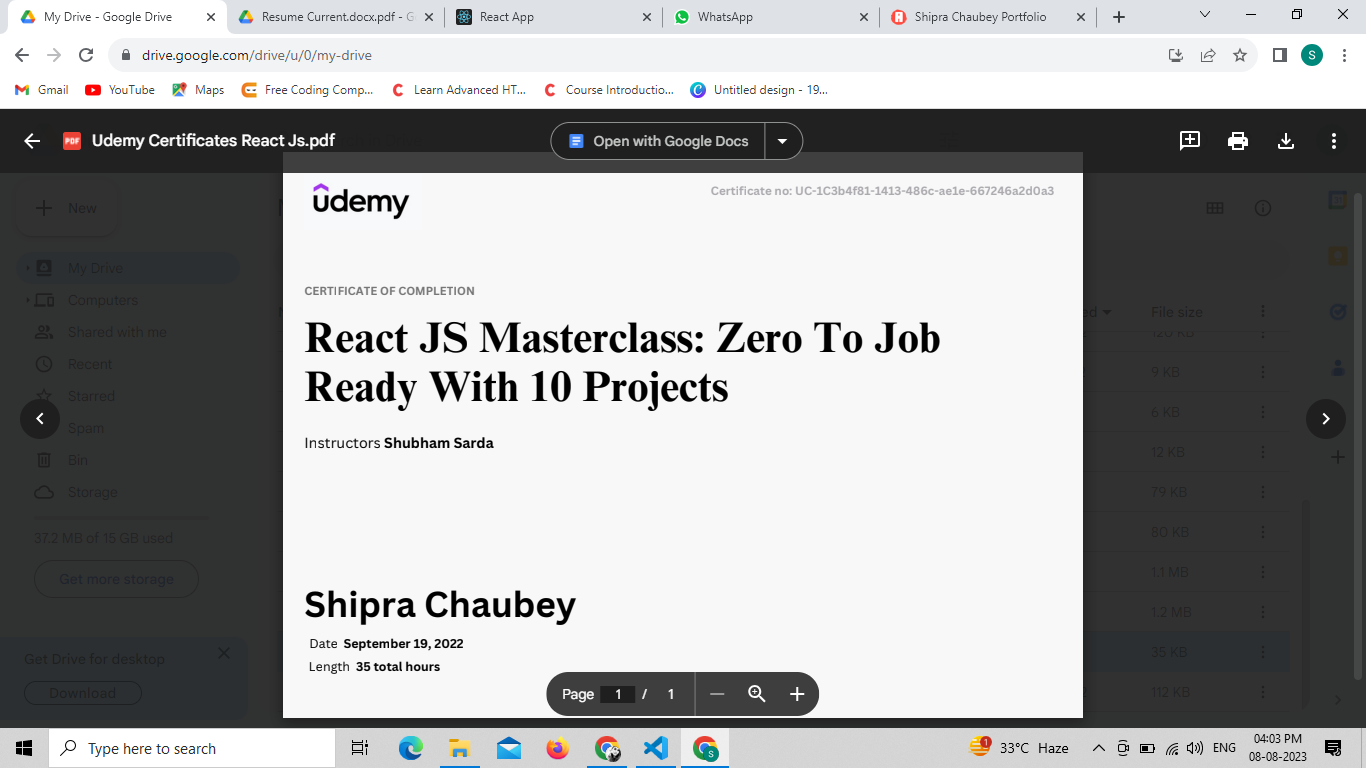 My Drive - Google Drive
Resume Current.docx.pdf - G
React App
WhatsApp
Shipra Chaubey Portfolio
drive.google.com/drive/u/0/my-drive
S
Gmail
YouTube
Maps
Free Coding Comp...
Learn Advanced HT...
Course Introductio...
Untitled design - 19...
PDF
Udemy Certificates React Js.pdf
Open with Google Docs
New
My Drive
Computers
Shared with me
Recent
Starred
Spam
Bin
Storage
37.2 MB of 15 GB used
Get more storage
Get Drive for desktop
Download
udemy
Certificate no: UC-1C3b4f81-1413-486c-ae1e-667246a2d0a3
CERTIFICATE OF COMPLETION
React JS Masterclass: Zero To Job
Ready With 10 Projects
Instructors Shubham Sarda
Shipra Chaubey
Date September 19, 2022
Length 35 total hours
Page 1 / 1
File size
120 KB
9 KB
6 KB
12 KB
79 KB
80 KB
1.1 MB
1.2 MB
35 KB
112 KB
Type here to search
1
33°C Haze
ENG
04:03 PM
08-08-2023